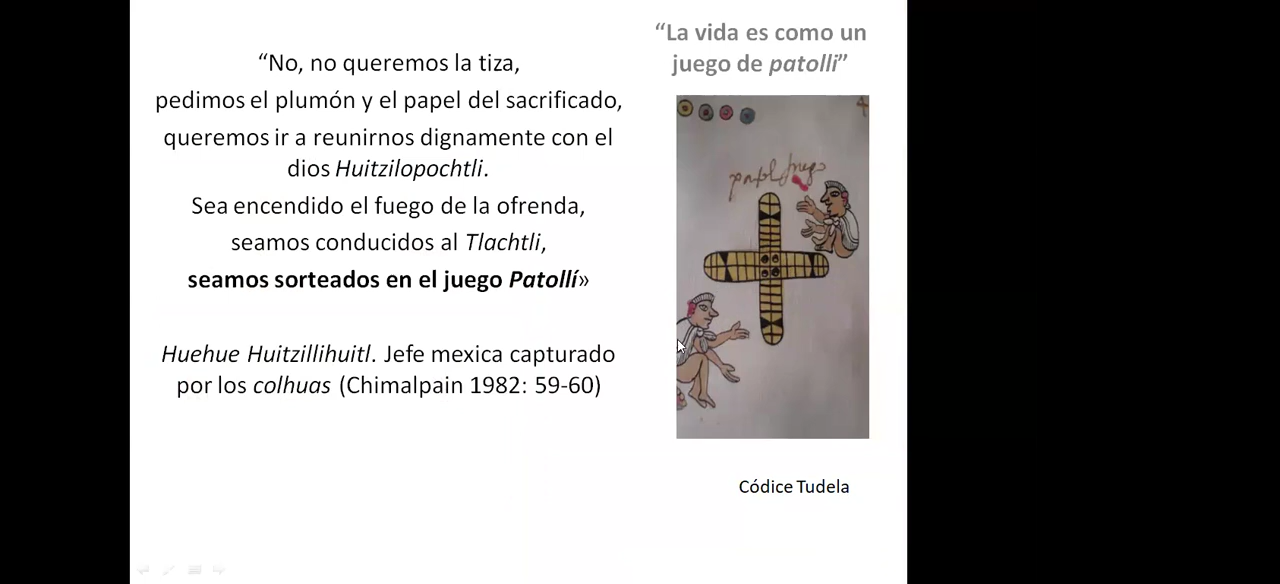 “No, no queremos la tiza,
pedimos el plumón y el papel del sacrificado,
queremos ir a reunirnos dignamente con el
dios Huitzilopochtli.
Sea encendido el fuego de la ofrenda,
seamos conducidos al Tlachtli,
seamos sorteados en el juego Patollí»
Huehue Huitzillihuitl. Jefe mexica capturado
por los colhuas (Chimalpain 1982: 59-60)
“La vida es como un
juego de patolli”
Códice Tudela